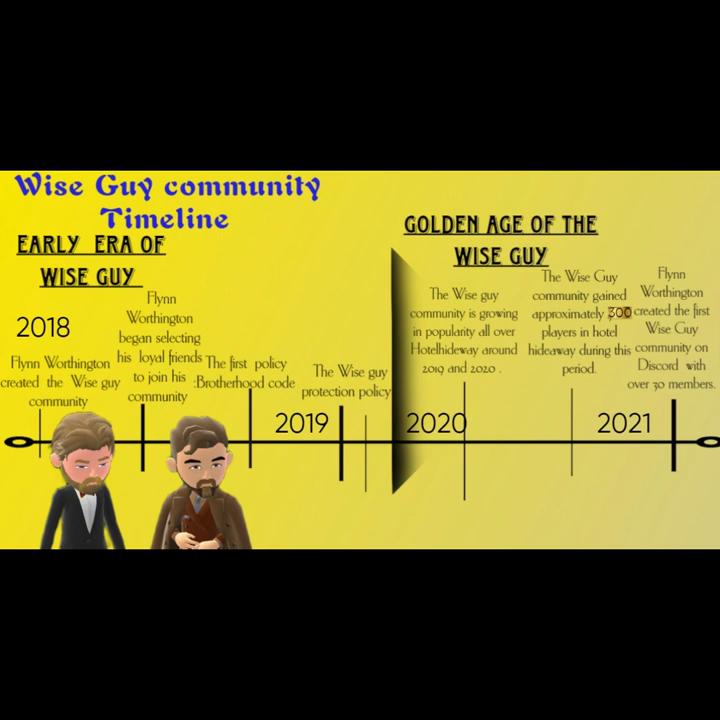 Wise Guy community
Timeline
EARLY ERA OF
WISE GUY
2018
Flynn Worthington
created the Wise guy
community
Flynn
Worthington
began selecting
his loyal friends
to join his
community
The first policy
:Brotherhood code
2019
The Wise guy
protection policy
GOLDEN AGE OF THE
WISE GUY
The Wise guy
community is growing
in popularity all over
Hotelhideway around
2019 and 2020 .
2020
The Wise Guy
community gained
approximately 300
players in hotel
hideaway during this
period.
2021
Flynn
Worthington
created the first
Wise Guy
community on
Discord with
over 30 members.